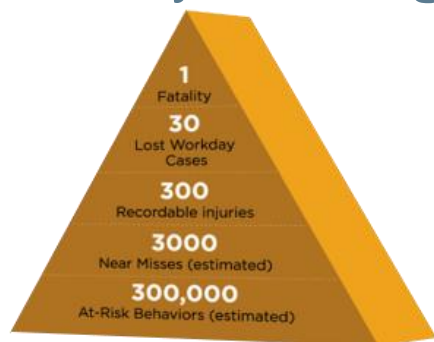 1
Fatality
30
Lost Workday
Cases
300
Recordable injuries
3000
Near Misses (estimated)
300,000
At-Risk Behaviors (estimated)